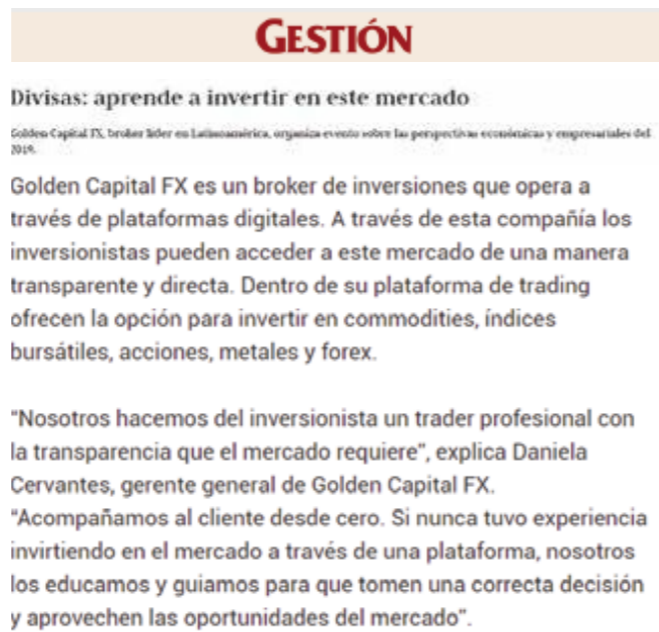 GESTIÓN
Divisas: aprende a invertir en este mercado
Golden Capital FX, broker líder en Latinoamérica, organiza evento sobre las perspectivas económicas y empresariales del
2019.
Golden Capital FX es un broker de inversiones que opera a
través de plataformas digitales. A través de esta compañía los
inversionistas pueden acceder a este mercado de una manera
transparente y directa. Dentro de su plataforma de trading
ofrecen la opción para invertir en commodities, índices
bursátiles, acciones, metales y forex.
“Nosotros hacemos del inversionista un trader profesional con
la transparencia que el mercado requiere”, explica Daniela
Cervantes, gerente general de Golden Capital FX.
“Acompañamos al cliente desde cero. Si nunca tuvo experiencia
invirtiendo en el mercado a través de una plataforma, nosotros
los educamos y guiamos para que tomen una correcta decisión
y aprovechen las oportunidades del mercado”.